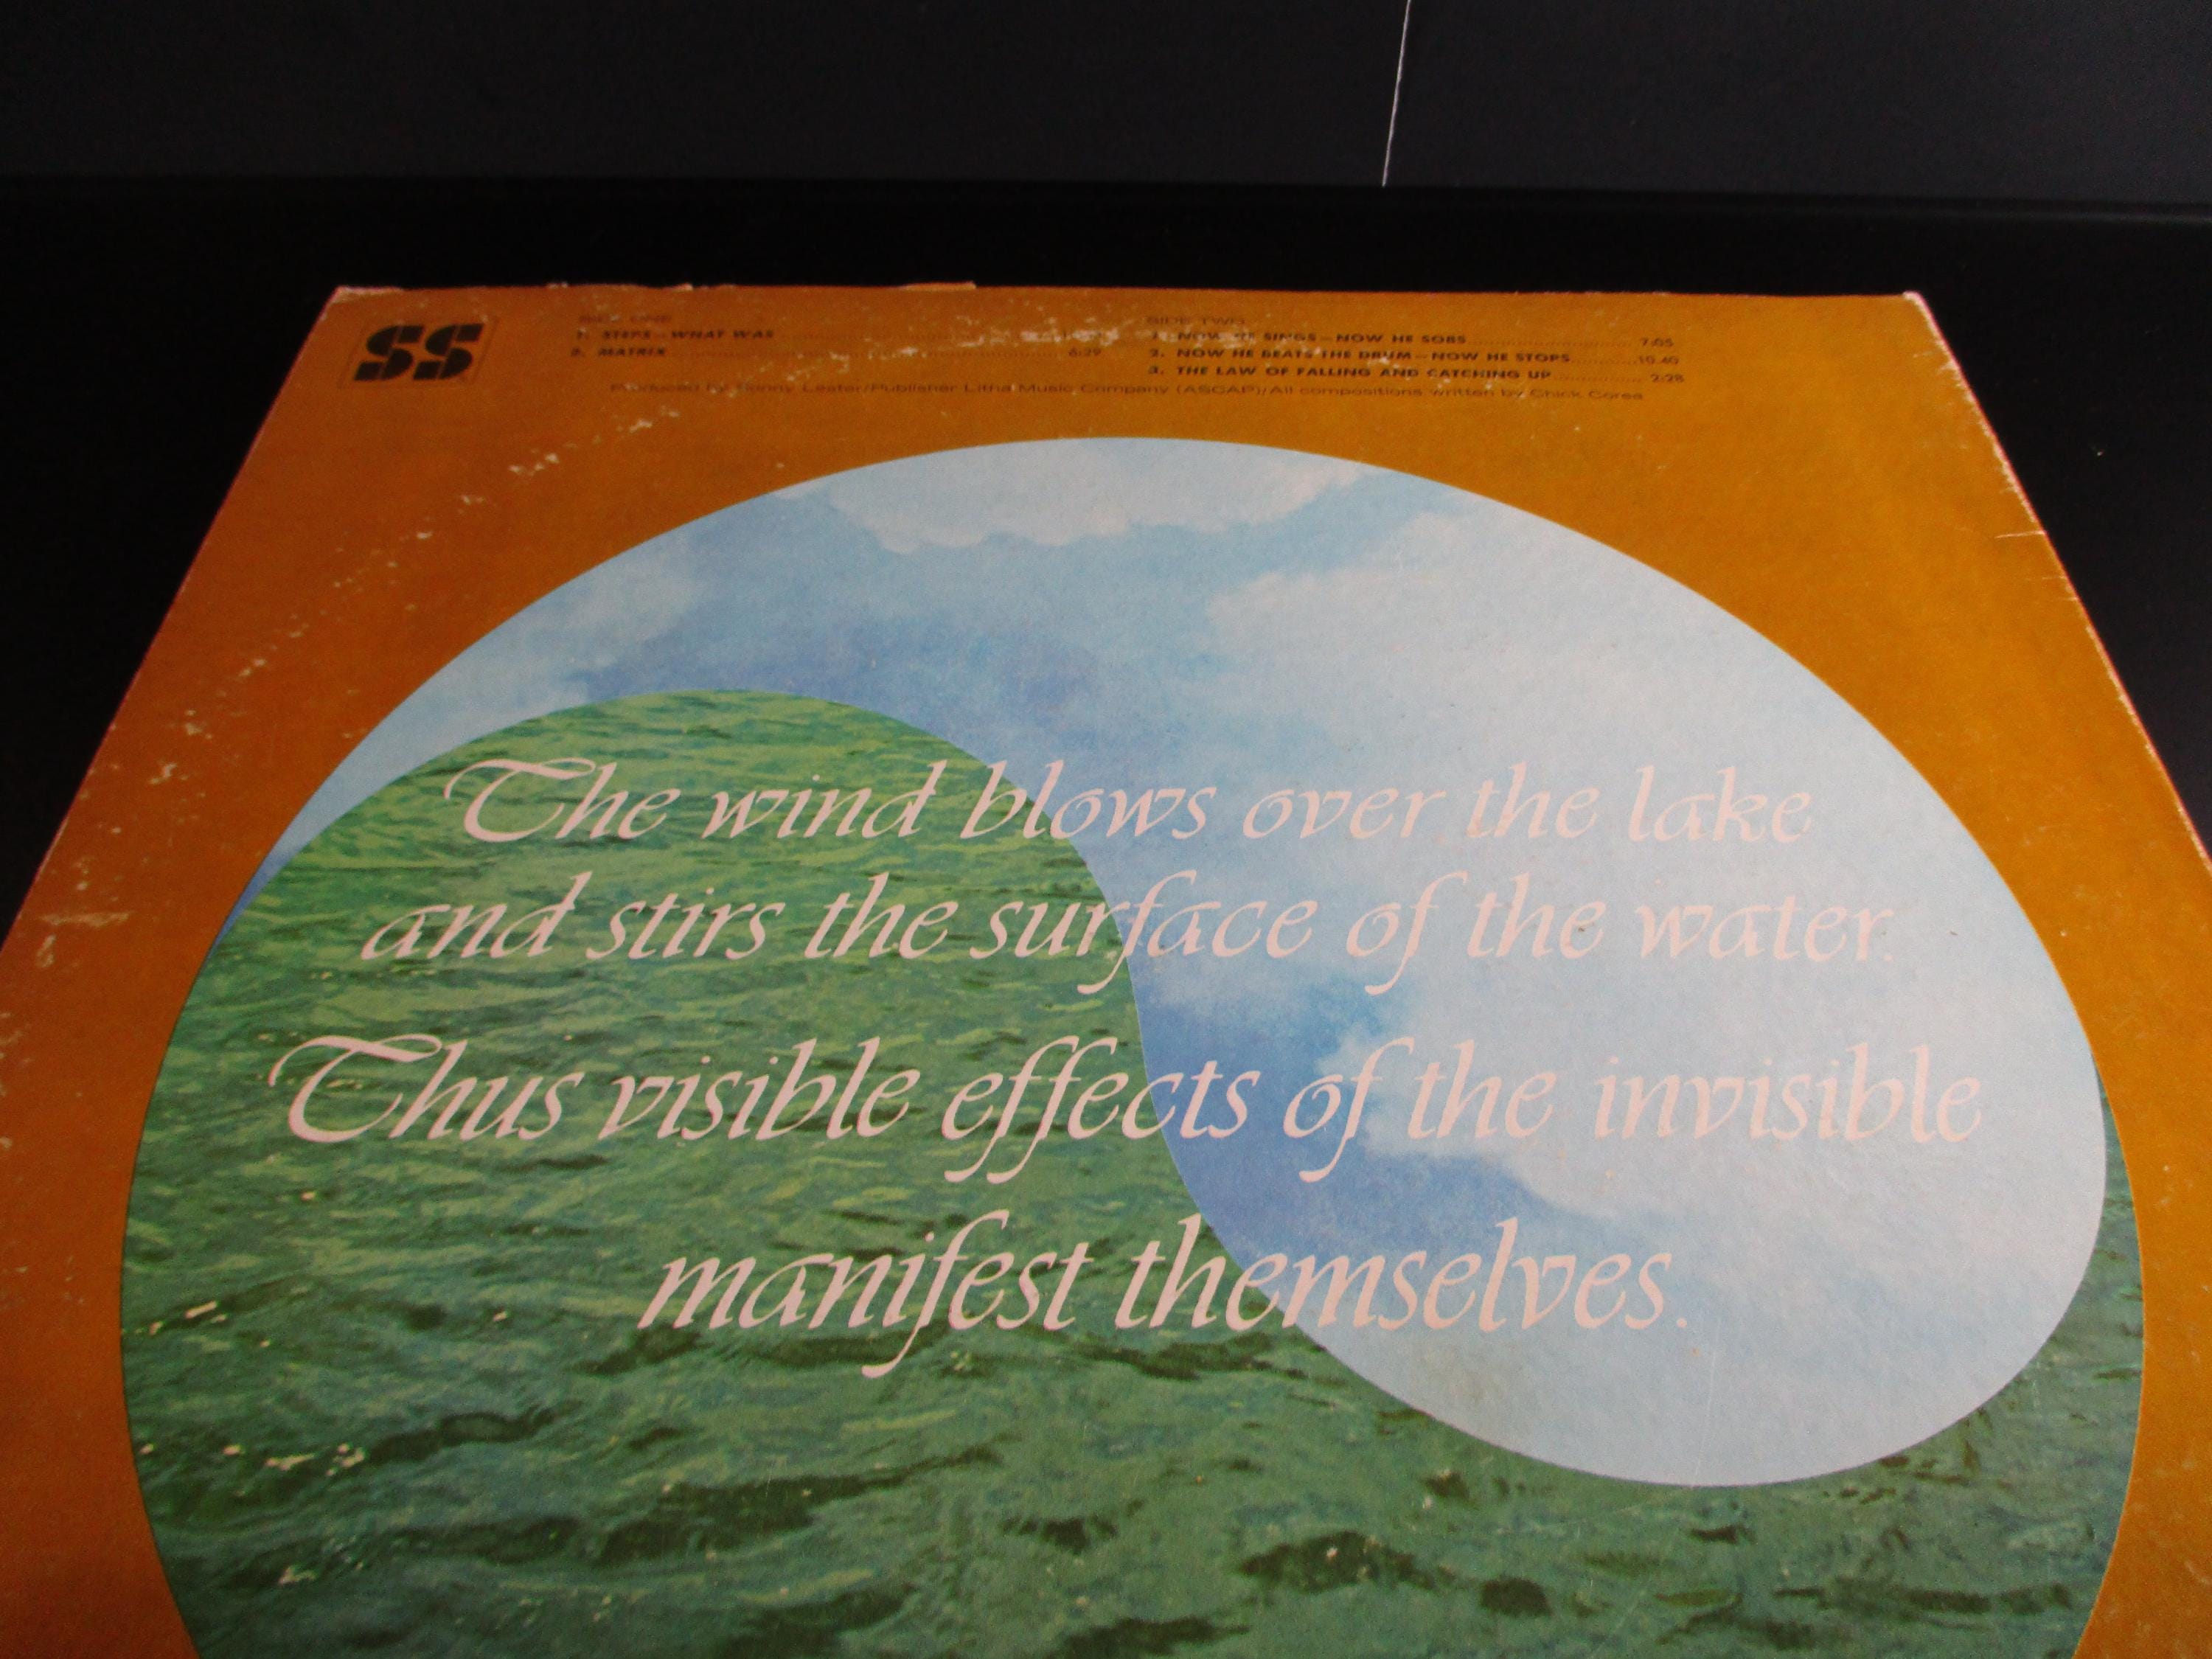 SS
SIDE ONE
1. STEPS—WHAT WAS
2. MATRIX 6:29
SIDE TWO
1. NOW HE SINGS—NOW HE SOBS 7:05
2. NOW HE BEATS THE DRUM—NOW HE STOPS 10:40
3. THE LAW OF FALLING AND CATCHING UP 2:28
Produced by Sonny Lester/Publisher Litha Music Company (ASCAP)/All compositions written by Chick Corea
The wind blows over the lake
and stirs the surface of the water.
Thus visible effects of the invisible
manifest themselves.